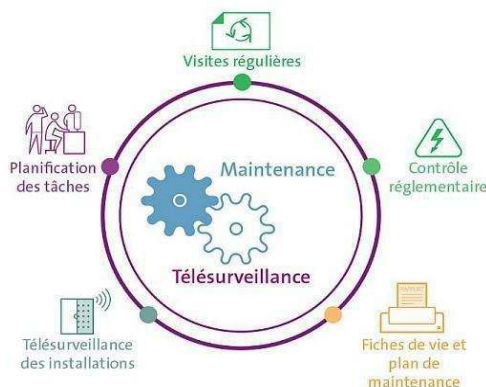 Visites régulières
Planification
des tâches
Maintenance
Contrôle
réglementaire
Télésurveillance
Télésurveillance
des installations
RAPPORT
Fiches de vie et
plan de
maintenance